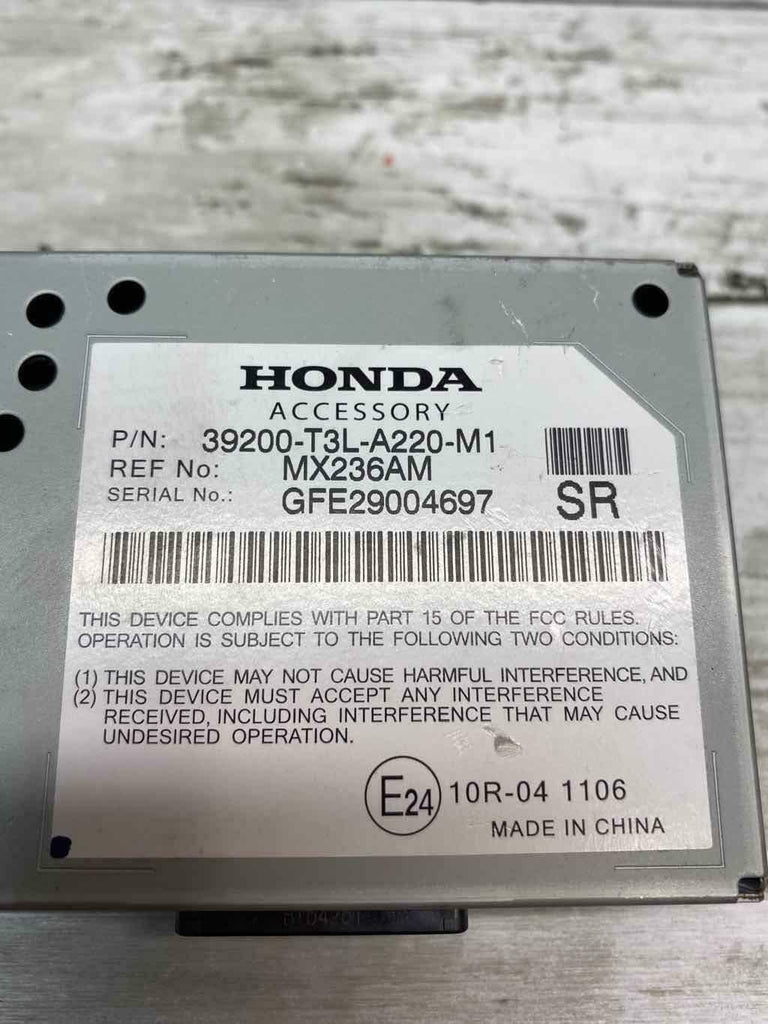 HONDA
ACCESSORY
P/N: 39200-T3L-A220-M1
REF No: MX236AM
SERIAL No.: GFE29004697
SR
THIS DEVICE COMPLIES WITH PART 15 OF THE FCC RULES.
OPERATION IS SUBJECT TO THE FOLLOWING TWO CONDITIONS:
(1) THIS DEVICE MAY NOT CAUSE HARMFUL INTERFERENCE, AND
(2) THIS DEVICE MUST ACCEPT ANY INTERFERENCE
RECEIVED, INCLUDING INTERFERENCE THAT MAY CAUSE
UNDESIRED OPERATION.
E24 10R-04 1106
MADE IN CHINA